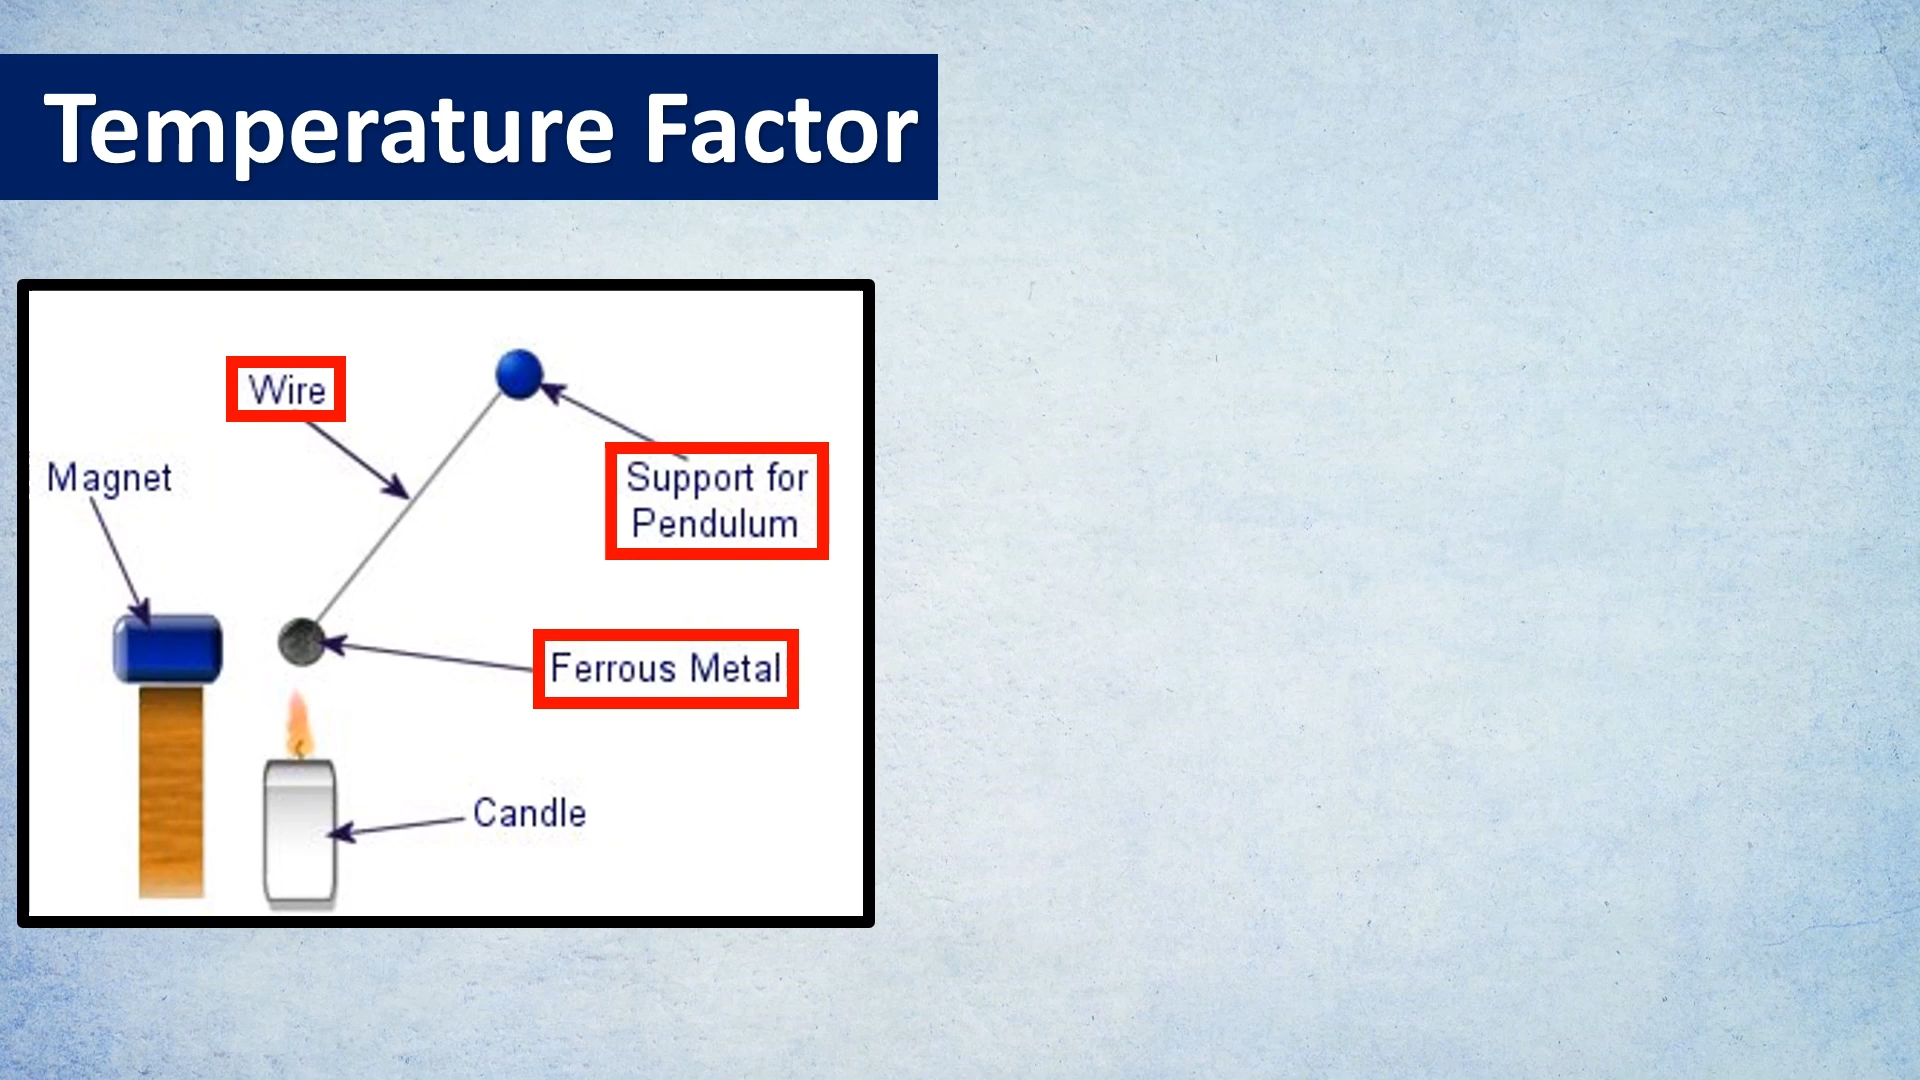 Temperature Factor
Wire
Magnet
Support for
Pendulum
Ferrous Metal
Candle